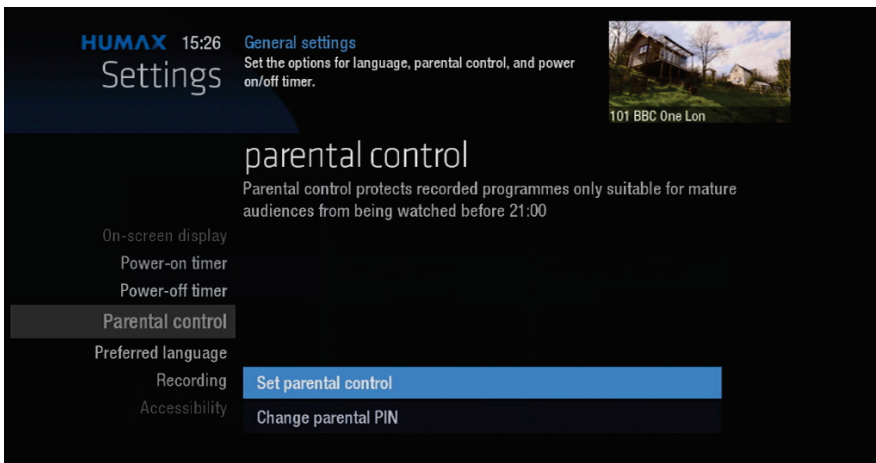 HUMAX 15:26
Settings
General settings
Set the options for language, parental control, and power
on/off timer.
101 BBC One Lon
parental control
Parental control protects recorded programmes only suitable for mature
audiences from being watched before 21:00
On-screen display
Power-on timer
Power-off timer
Parental control
Preferred language
Recording
Accessibility
Set parental control
Change parental PIN